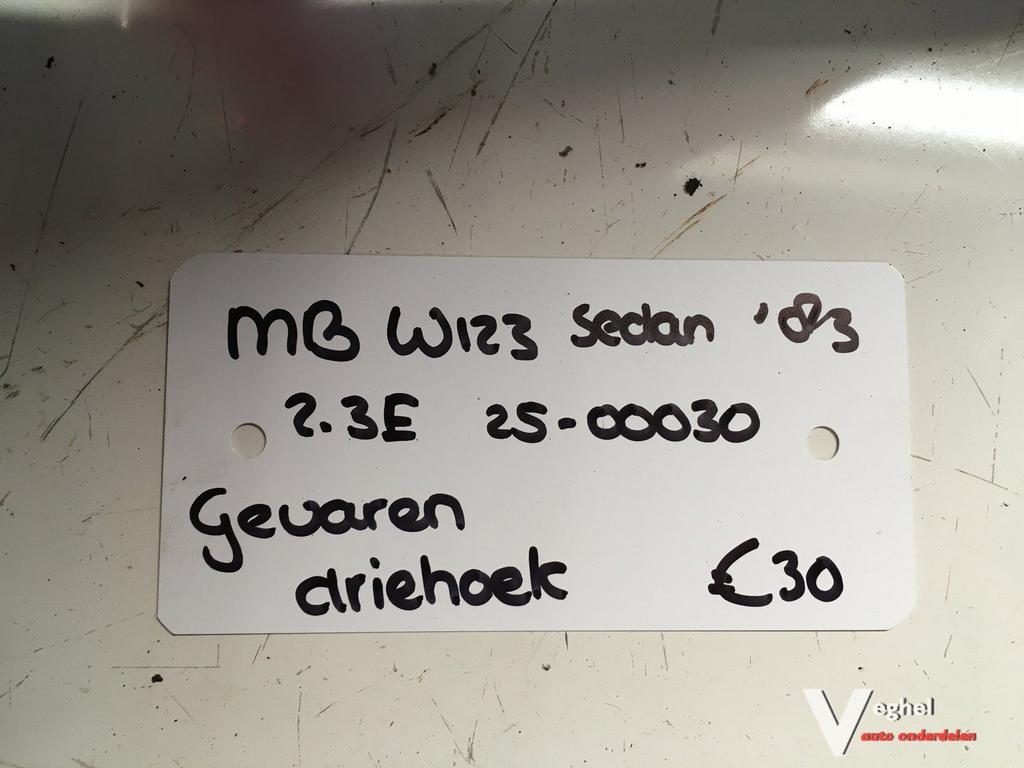 MB W123 Sedan '83
2.3E 25-00030
Gevaren
driehoek €30
Veghel
auto onderdelen